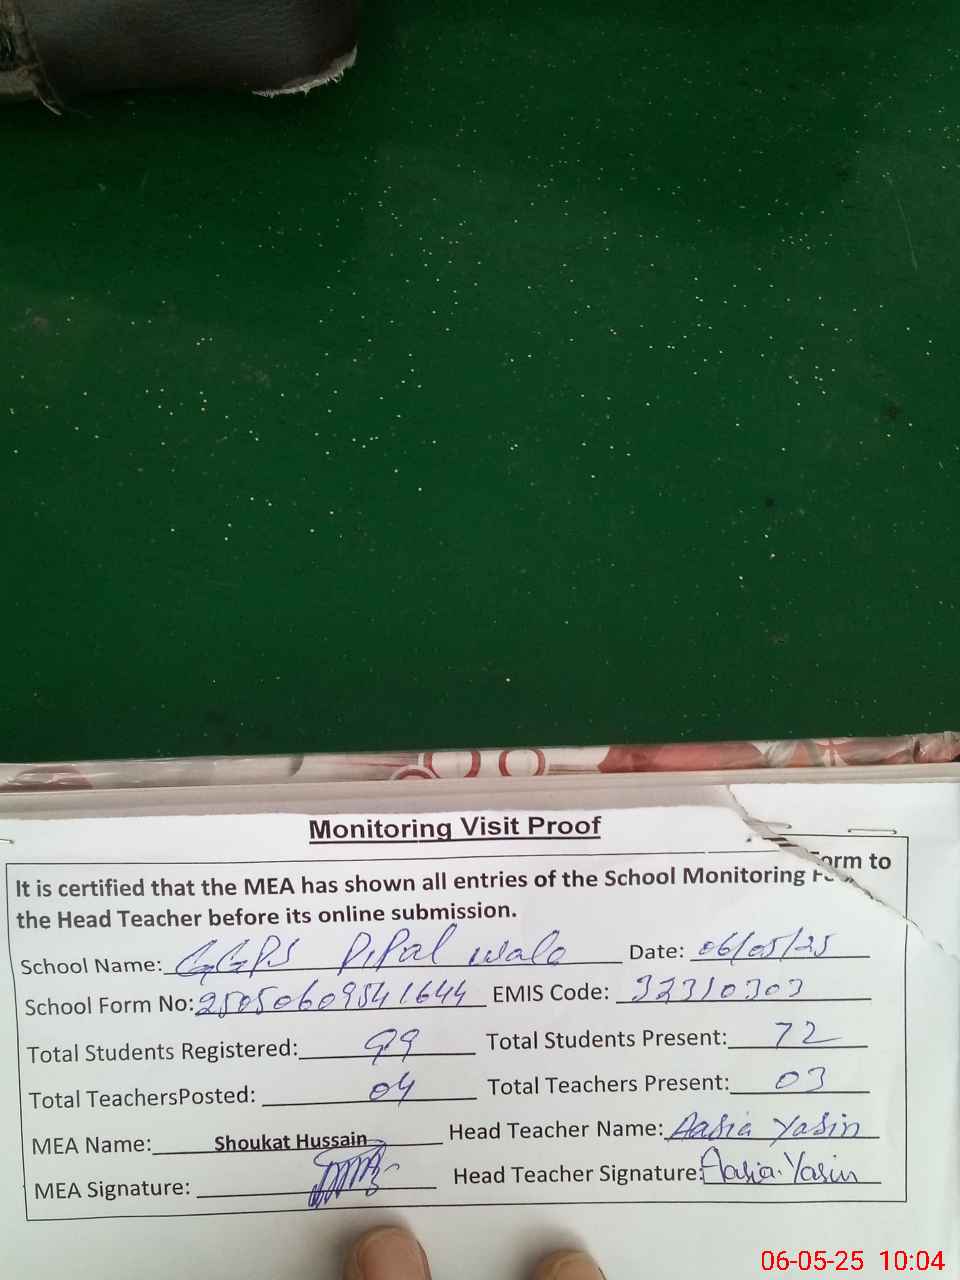 Monitoring Visit Proof
It is certified that the MEA has shown all entries of the School Monitoring Form to
the Head Teacher before its online submission.
School Name: GGPS Pipal wala Date: 06/05/25
School Form No: 25050609541644 EMIS Code: 32310303
Total Students Registered: 99 Total Students Present: 72
Total TeachersPosted: 04 Total Teachers Present: 03
MEA Name: Shoukat Hussain Head Teacher Name: Aasia Yasin
MEA Signature: Head Teacher Signature: Aasia. Yasin
06-05-25 10:04